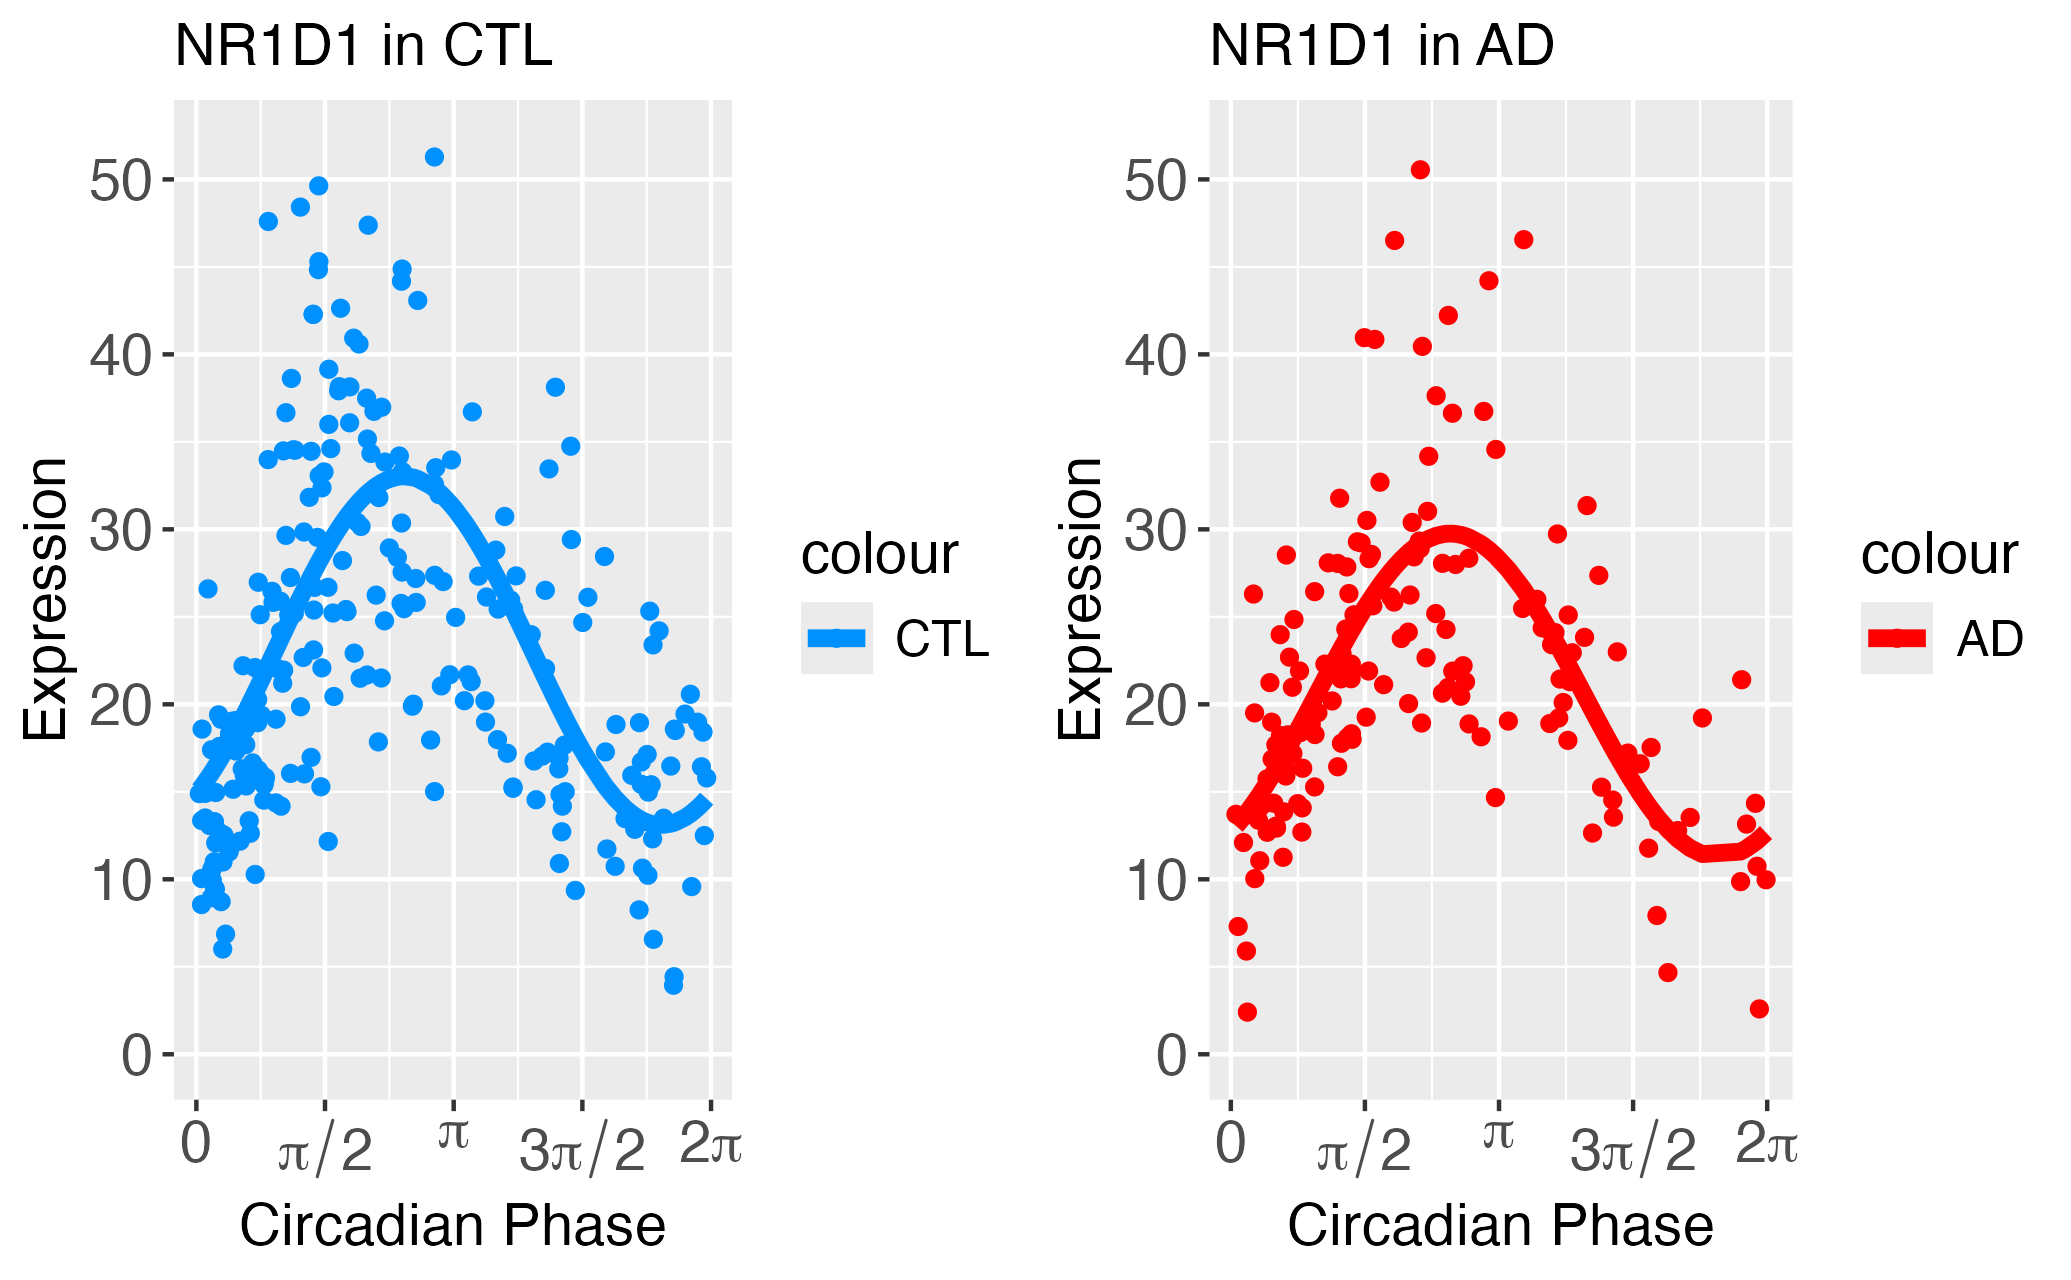 NR1D1 in CTL
Expression
50
40
30
20
10
0
0
π/2
π
3π/2
2π
Circadian Phase
colour
CTL
NR1D1 in AD
Expression
50
40
30
20
10
0
0
π/2
π
3π/2
2π
Circadian Phase
colour
AD